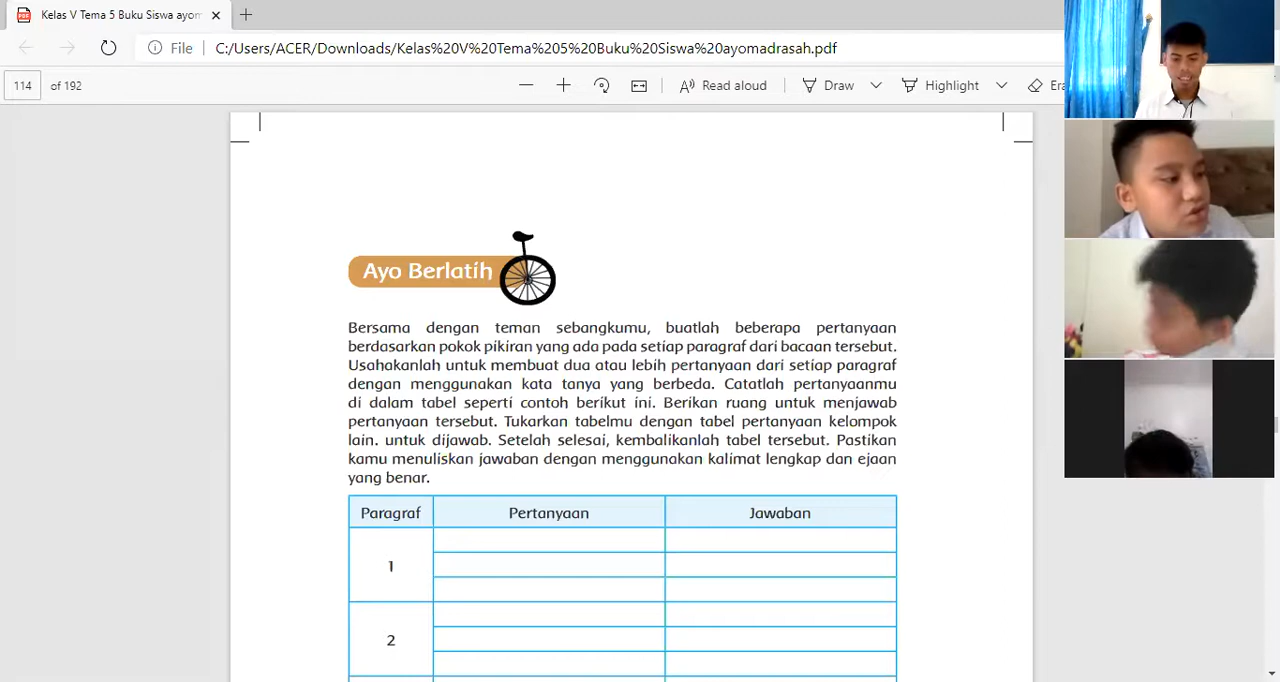 Kelas V Tema 5 Buku Siswa ayom
File
C:/Users/ACER/Downloads/Kelas%20V%20Tema%205%20Buku%20Siswa%20ayomadrasah.pdf
114 of 192
Read aloud
Draw
Highlight
Era
Ayo Berlatih
Bersama dengan teman sebangkumu, buatlah beberapa pertanyaan
berdasarkan pokok pikiran yang ada pada setiap paragraf dari bacaan tersebut.
Usahakanlah untuk membuat dua atau lebih pertanyaan dari setiap paragraf
dengan menggunakan kata tanya yang berbeda. Catatlah pertanyaanmu
di dalam tabel seperti contoh berikut ini. Berikan ruang untuk menjawab
pertanyaan tersebut. Tukarkan tabelmu dengan tabel pertanyaan kelompok
lain. untuk dijawab. Setelah selesai, kembalikanlah tabel tersebut. Pastikan
kamu menuliskan jawaban dengan menggunakan kalimat lengkap dan ejaan
yang benar.
Paragraf Pertanyaan Jawaban
1
2